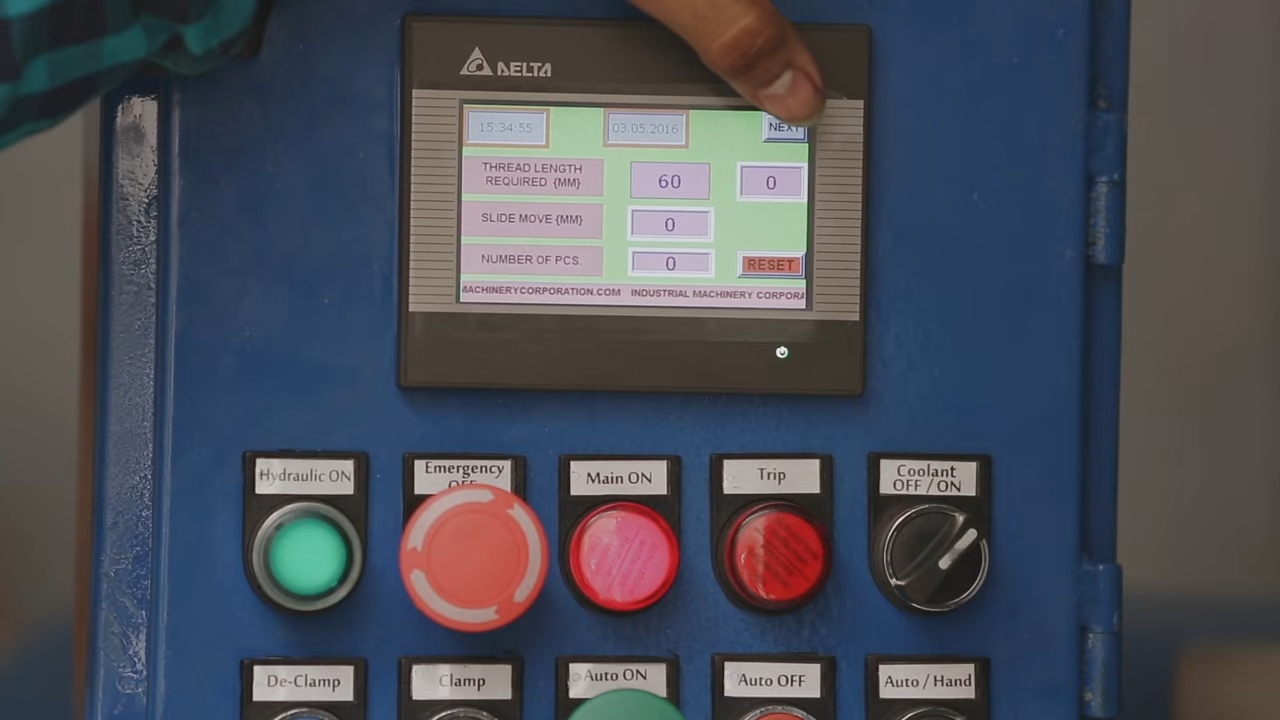 DELTA
15:34:55 03.05.2016 NEXT
THREAD LENGTH
REQUIRED {MM} 60 0
SLIDE MOVE {MM} 0
NUMBER OF PCS. 0 RESET
MACHINERYCORPORATION.COM INDUSTRIAL MACHINERY CORPORA
Hydraulic ON
Emergency
OFF
Main ON
Trip
Coolant
OFF / ON
De-Clamp
Clamp
Auto ON
Auto OFF
Auto / Hand